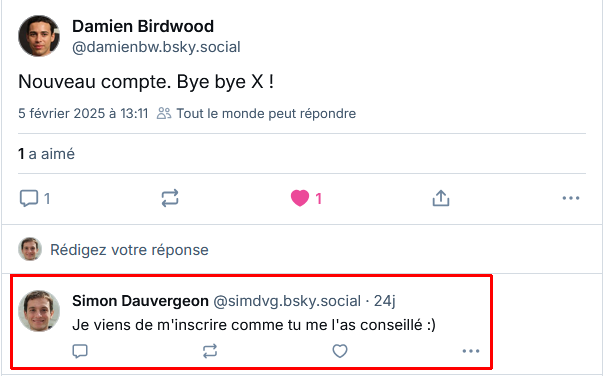 Damien Birdwood
@damienbw.bsky.social
Nouveau compte. Bye bye X !
5 février 2025 à 13:11 Tout le monde peut répondre
1 a aimé
1 1
Rédigez votre réponse
Simon Dauvergeon @simdvg.bsky.social · 24j
Je viens de m'inscrire comme tu me l'as conseillé :)